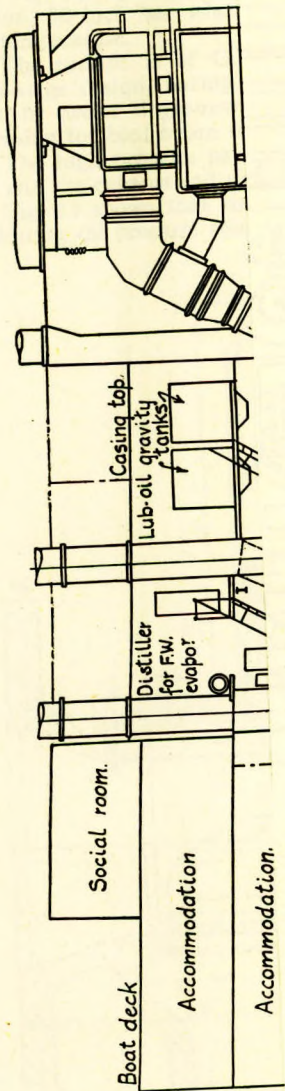 Boat deck
Social room.
Accommodation
Accommodation.
Distiller
for F.W.
evapor
Casing top.
Lub-oil gravity
tanks